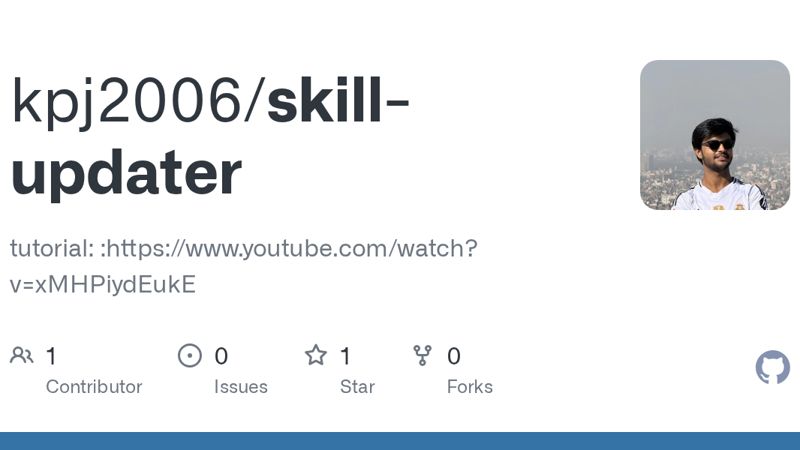 kpj2006/skill-
updater
tutorial: :https://www.youtube.com/watch?
v=xMHPiydEukE
1 0 1 0
Contributor Issues Star Forks